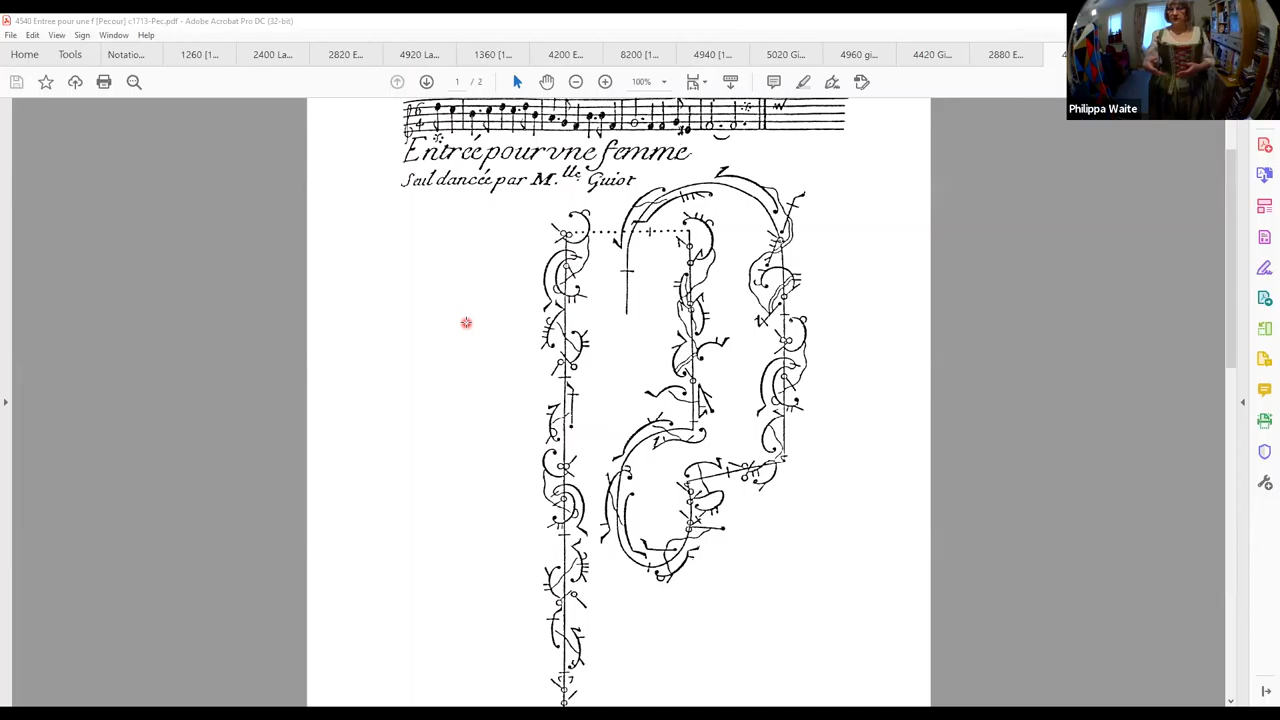 4540 Entree pour une f [Pecour] c1713-Pec.pdf - Adobe Acrobat Pro DC (32-bit)
File Edit View Sign Window Help
Home Tools Notatio... 1260 [1... 2400 La... 2820 E... 4920 La... 1360 [1... 4200 E... 8200 [1... 4940 [1... 5020 Gi... 4960 gi... 4420 Gi... 2880 E...
1 / 2 100%
Philippa Waite
Entrée pour vne femme
Saul dancée par M.lle Guiot